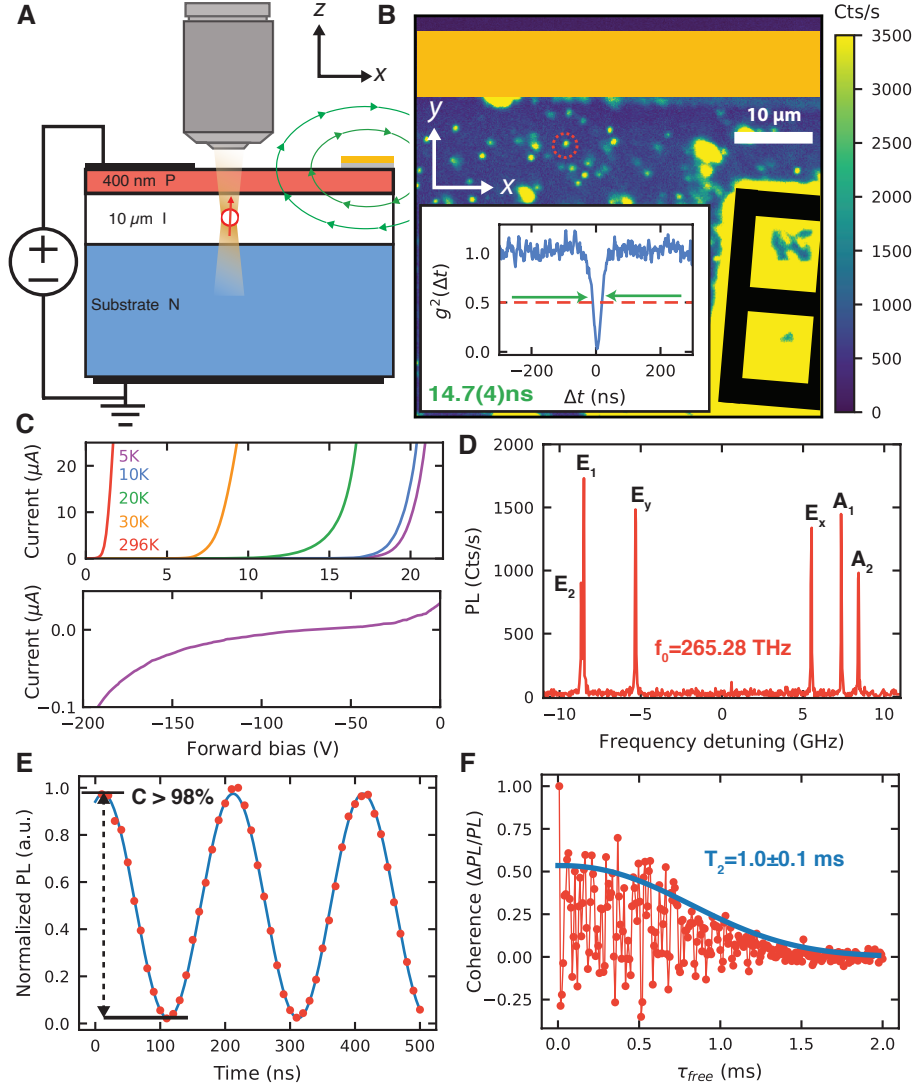 A
z
x
400 nm P
10 μm I
Substrate N
B
Cts/s
3500
3000
2500
2000
1500
1000
500
0
y
x
10 μm
g²(Δt)
1.0
0.5
0.0
−200
0
200
Δt (ns)
14.7(4)ns
C
Current (μA)
20
10
0
5K
10K
20K
30K
296K
0
5
10
15
20
Current (μA)
0.0
−0.1
−200
−150
−100
−50
0
Forward bias (V)
D
PL (Cts/s)
2000
1500
1000
500
0
E₂
E₁
E_y
E_x
A₁
A₂
f₀=265.28 THz
−10
−5
0
5
10
Frequency detuning (GHz)
E
Normalized PL (a.u.)
1.0
0.8
0.6
0.4
0.2
0.0
C > 98%
0
100
200
300
400
500
Time (ns)
F
Coherence (ΔPL/PL)
1.00
0.75
0.50
0.25
0.00
−0.25
T₂=1.0±0.1 ms
0.0
0.5
1.0
1.5
2.0
τ_free (ms)